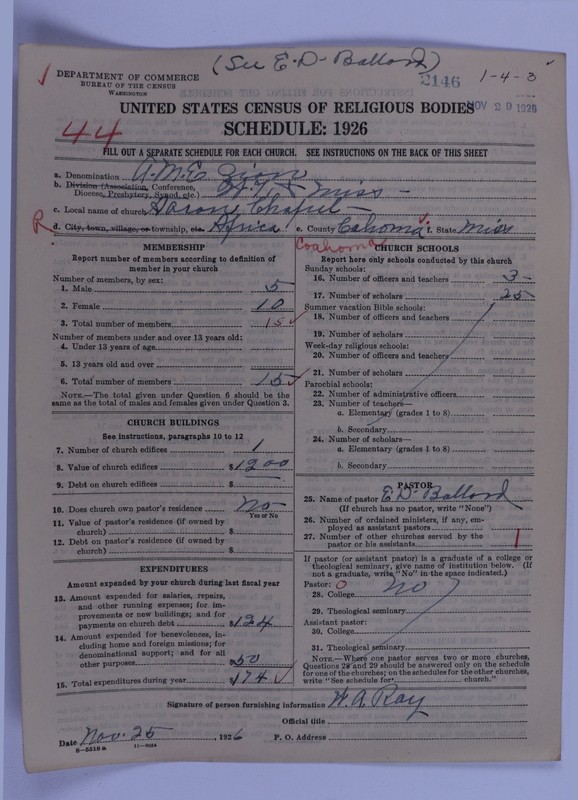 (See E. D. Ballard)
DEPARTMENT OF COMMERCE
BUREAU OF THE CENSUS
WASHINGTON
2146
1-4-3
NOV 29 1926
UNITED STATES CENSUS OF RELIGIOUS BODIES
SCHEDULE: 1926
44
FILL OUT A SEPARATE SCHEDULE FOR EACH CHURCH. SEE INSTRUCTIONS ON THE BACK OF THIS SHEET
a. Denomination A.M.E Zion
b. Division (Association, Conference, Diocese, Presbytery, Synod, etc.) Miss
c. Local name of church Chapel
R
d. City, town, village, or township, etc. Africa e. County Cahoma f. State Miss
Coahoma
MEMBERSHIP
Report number of members according to definition of
member in your church
Number of members, by sex:
1. Male 5
2. Female 10
3. Total number of members 15
Number of members under and over 13 years old:
4. Under 13 years of age
5. 13 years old and over
6. Total number of members 15
NOTE.—The total given under Question 6 should be the
same as the total of males and females given under Question 3.
CHURCH BUILDINGS
See instructions, paragraphs 10 to 12
7. Number of church edifices 1
8. Value of church edifices $1200
9. Debt on church edifices $
10. Does church own pastor's residence no
Yes or No
11. Value of pastor's residence (if owned by
church) $
12. Debt on pastor's residence (if owned by
church) $
EXPENDITURES
Amount expended by your church during last fiscal year
13. Amount expended for salaries, repairs,
and other running expenses; for im-
provements or new buildings; and for
payments on church debt $124
14. Amount expended for benevolences, in-
cluding home and foreign missions; for
denominational support; and for all
other purposes 50
15. Total expenditures during year $174
CHURCH SCHOOLS
Report here only schools conducted by this church
Sunday schools:
16. Number of officers and teachers 3
17. Number of scholars 25
Summer vacation Bible schools:
18. Number of officers and teachers
19. Number of scholars
Week-day religious schools:
20. Number of officers and teachers
21. Number of scholars
Parochial schools:
22. Number of administrative officers
23. Number of teachers—
a. Elementary (grades 1 to 8)
b. Secondary
24. Number of scholars—
a. Elementary (grades 1 to 8)
b. Secondary
PASTOR
25. Name of pastor E. D. Ballard
(If church has no pastor, write "None")
26. Number of ordained ministers, if any, em-
ployed as assistant pastors
27. Number of other churches served by the
pastor or his assistants 1
If pastor (or assistant pastor) is a graduate of a college or
theological seminary, give name of institution below. (If
not a graduate, write "No" in the space indicated.)
Pastor: O no
28. College
29. Theological seminary
Assistant pastor:
30. College
31. Theological seminary
NOTE.—Where one pastor serves two or more churches,
Questions 28 and 29 should be answered only on the schedule
for one of the churches; on the schedules for the other churches,
write "See schedule for church."
Signature of person furnishing information W. A. Ray
Official title
Date Nov. 25, 1926 P. O. Address